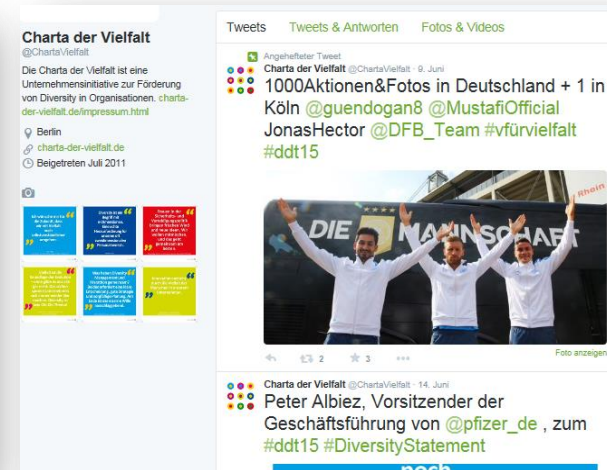 Charta der Vielfalt
@ChartaVielfalt
Die Charta der Vielfalt ist eine
Unternehmensinitiative zur Förderung
von Diversity in Organisationen. charta-
der-vielfalt.de/impressum.html
Berlin
charta-der-vielfalt.de
Beigetreten Juli 2011
Tweets Tweets & Antworten Fotos & Videos
Angehefteter Tweet
Charta der Vielfalt @ChartaVielfalt · 9. Juni
1000Aktionen&Fotos in Deutschland + 1 in
Köln @guendogan8 @MustafiOfficial
JonasHector @DFB_Team #vfürvielfalt
#ddt15
Rhein
DIE MANNSCHAFT
2 3
Foto anzeigen
Charta der Vielfalt @ChartaVielfalt · 14. Juni
Peter Albiez, Vorsitzender der
Geschäftsführung von @pfizer_de , zum
#ddt15 #DiversityStatement
noch